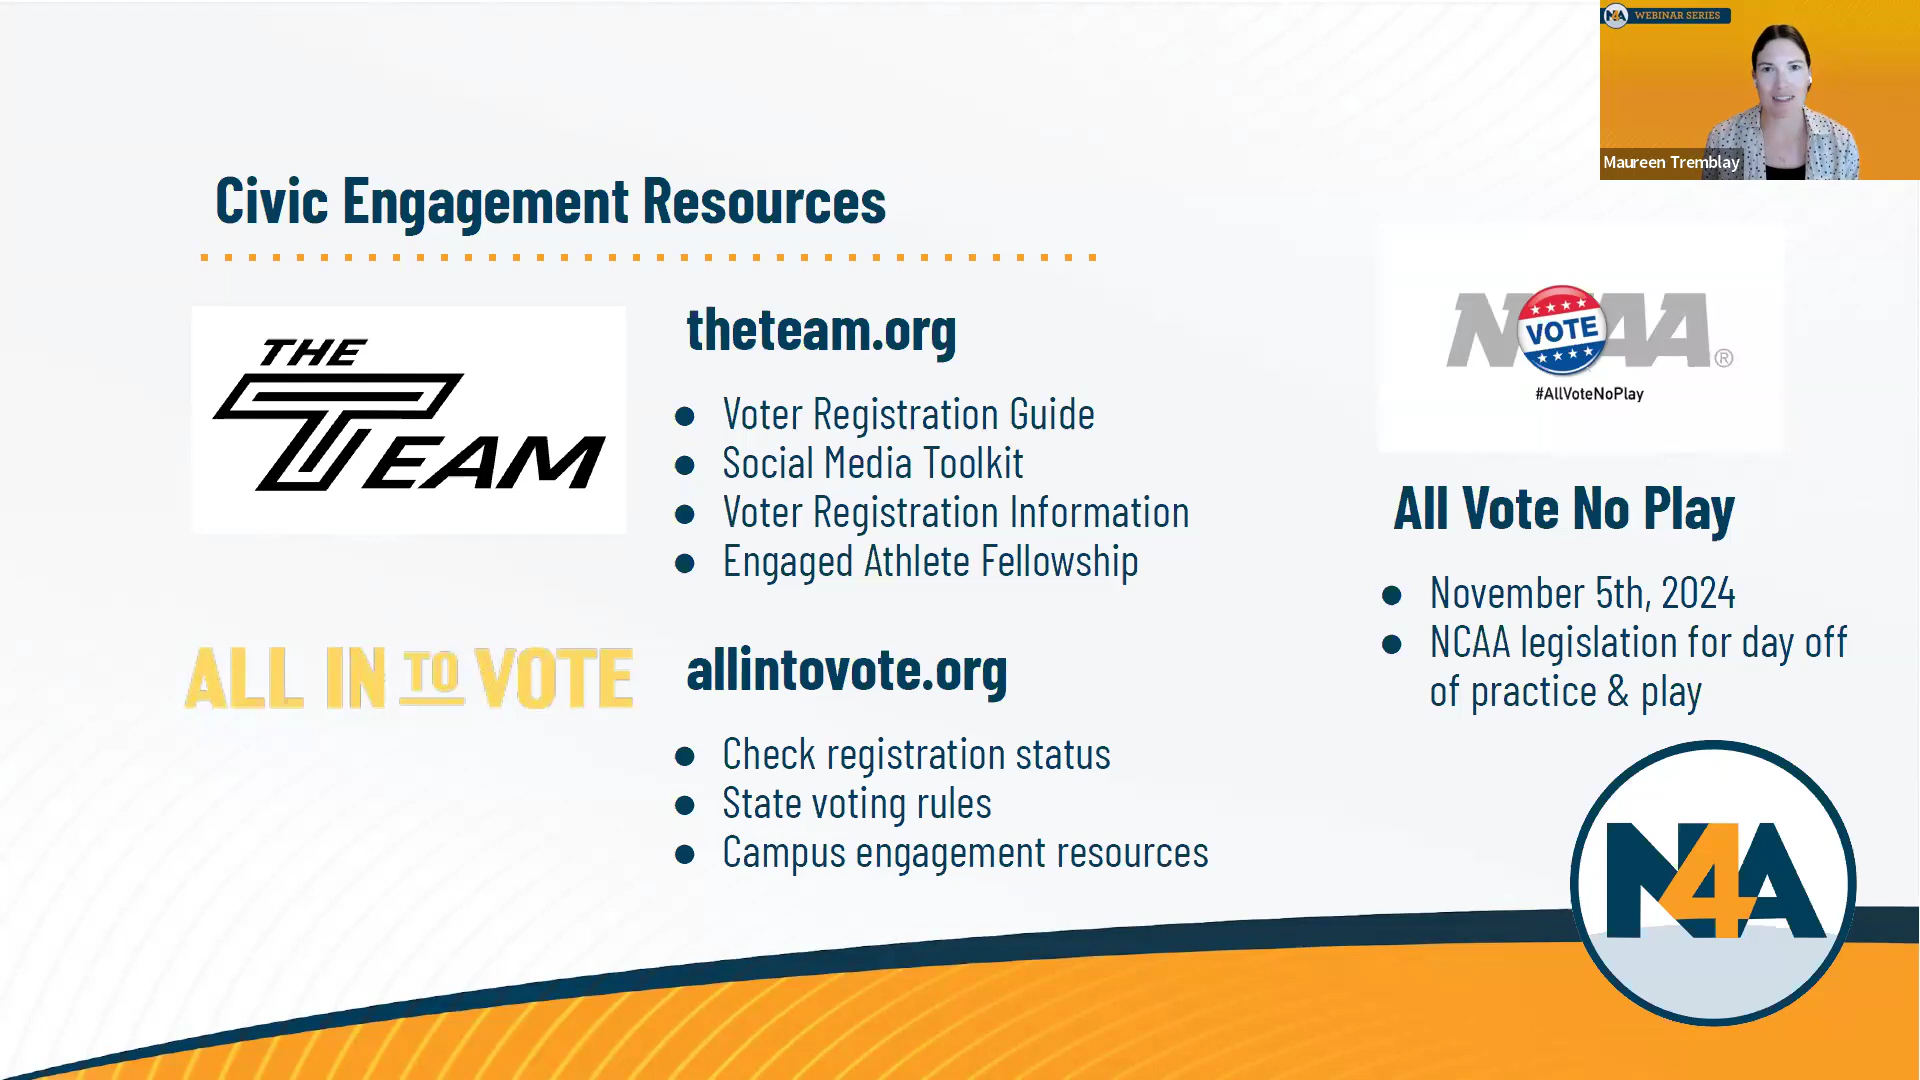 N4A WEBINAR SERIES
Maureen Tremblay
Civic Engagement Resources
THE
TEAM
theteam.org
● Voter Registration Guide
● Social Media Toolkit
● Voter Registration Information
● Engaged Athlete Fellowship
ALL IN TO VOTE
allintovote.org
● Check registration status
● State voting rules
● Campus engagement resources
NCAA®
VOTE
#AllVoteNoPlay
All Vote No Play
● November 5th, 2024
● NCAA legislation for day off
of practice & play
N4A